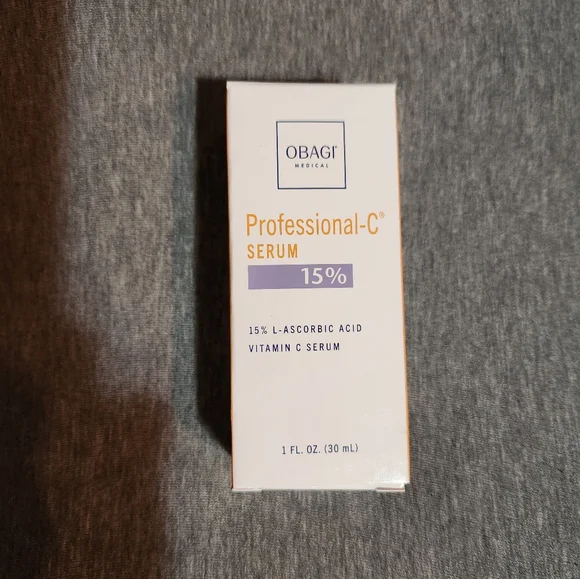 OBAGI®
MEDICAL
Professional-C®
SERUM
15%
15% L-ASCORBIC ACID
VITAMIN C SERUM
1 FL. OZ. (30 mL)